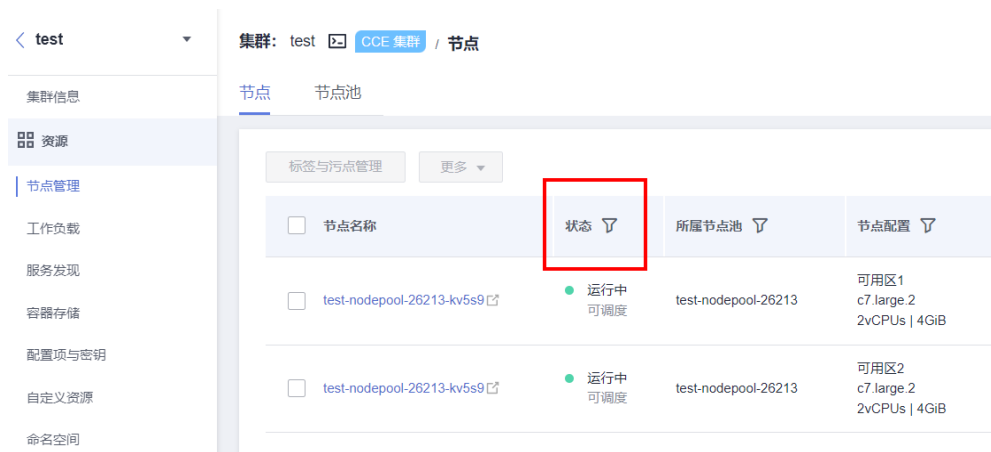 test
集群信息
资源
节点管理
工作负载
服务发现
容器存储
配置项与密钥
自定义资源
命名空间
集群： test CCE 集群 / 节点
节点 节点池
标签与污点管理 更多
节点名称 状态 所属节点池 节点配置
test-nodepool-26213-kv5s9 运行中 可调度 test-nodepool-26213 可用区1
c7.large.2
2vCPUs | 4GiB
test-nodepool-26213-kv5s9 运行中 可调度 test-nodepool-26213 可用区2
c7.large.2
2vCPUs | 4GiB